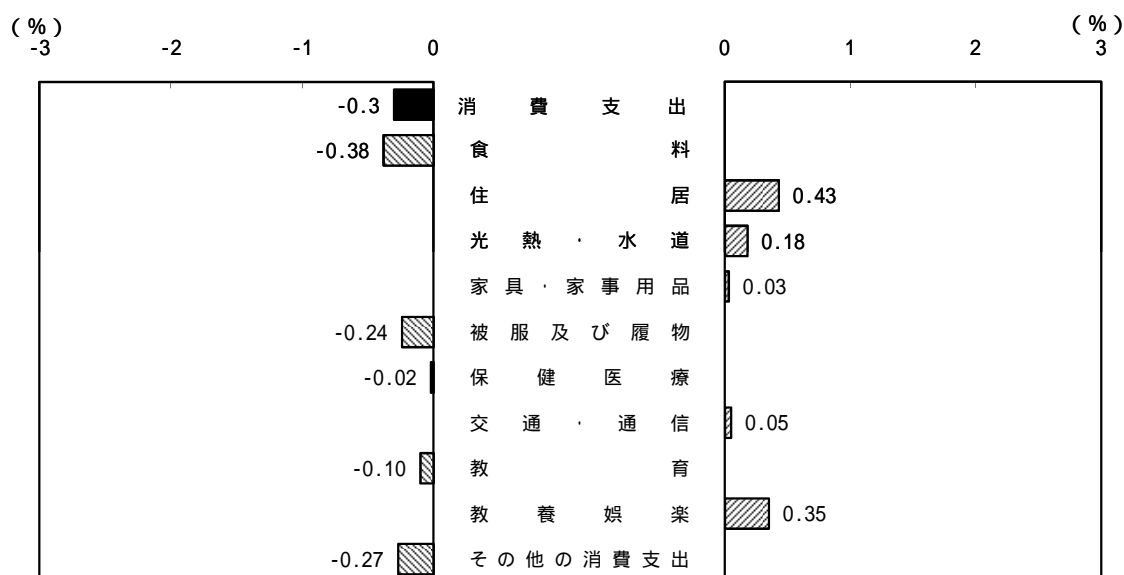 (%) (%)
-3 -2 -1 0 0 1 2 3
-0.3 消費支出
-0.38 食料
住居 0.43
光熱・水道 0.18
家具・家事用品 0.03
-0.24 被服及び履物
-0.02 保健医療
交通・通信 0.05
-0.10 教育
教養娯楽 0.35
-0.27 その他の消費支出